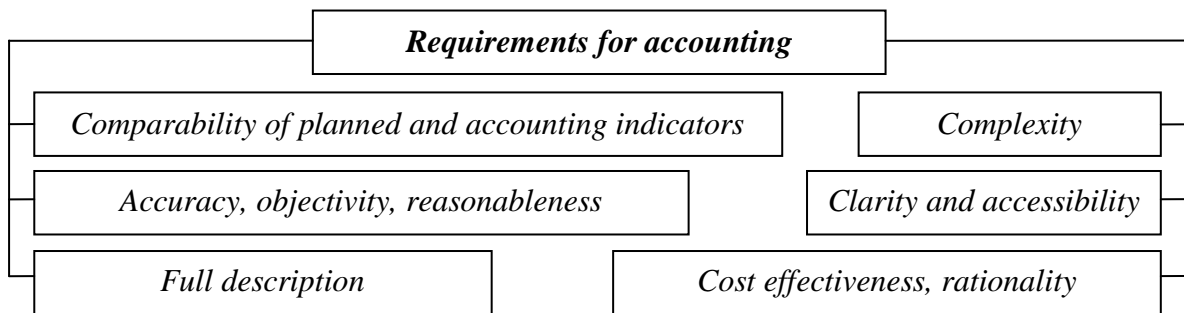 Requirements for accounting
Comparability of planned and accounting indicators
Complexity
Accuracy, objectivity, reasonableness
Clarity and accessibility
Full description
Cost effectiveness, rationality